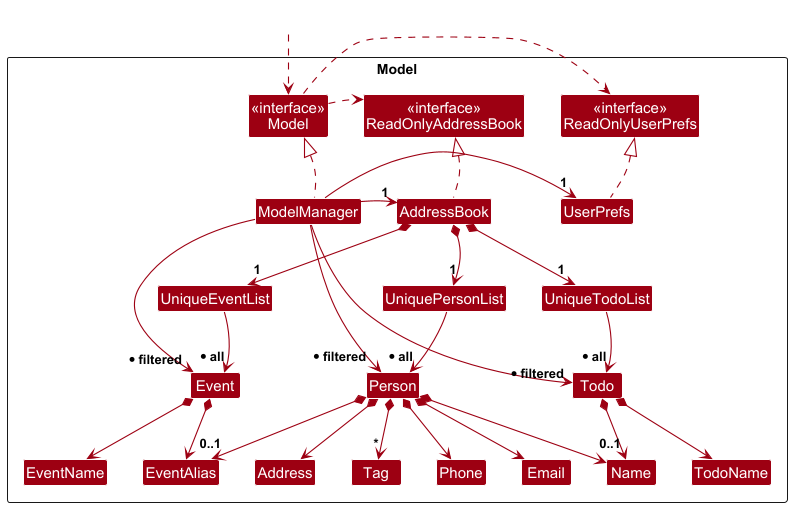 Model
«interface»
Model
«interface»
ReadOnlyAddressBook
«interface»
ReadOnlyUserPrefs
1
1
ModelManager
AddressBook
UserPrefs
1
1
1
UniqueEventList
UniquePersonList
UniqueTodoList
* filtered
* all
* filtered
* all
* filtered
* all
Event
Person
Todo
0..1
*
0..1
EventName
EventAlias
Address
Tag
Phone
Email
Name
TodoName